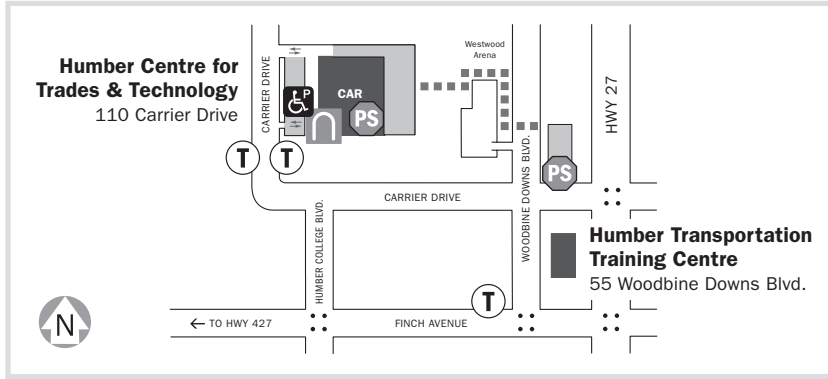 Humber Centre for
Trades & Technology
110 Carrier Drive
CARRIER DRIVE
P
CAR
PS
T
T
Westwood
Arena
WOODBINE DOWNS BLVD.
PS
HWY 27
CARRIER DRIVE
HUMBER COLLEGE BLVD.
Humber Transportation
Training Centre
55 Woodbine Downs Blvd.
T
N
← TO HWY 427
FINCH AVENUE